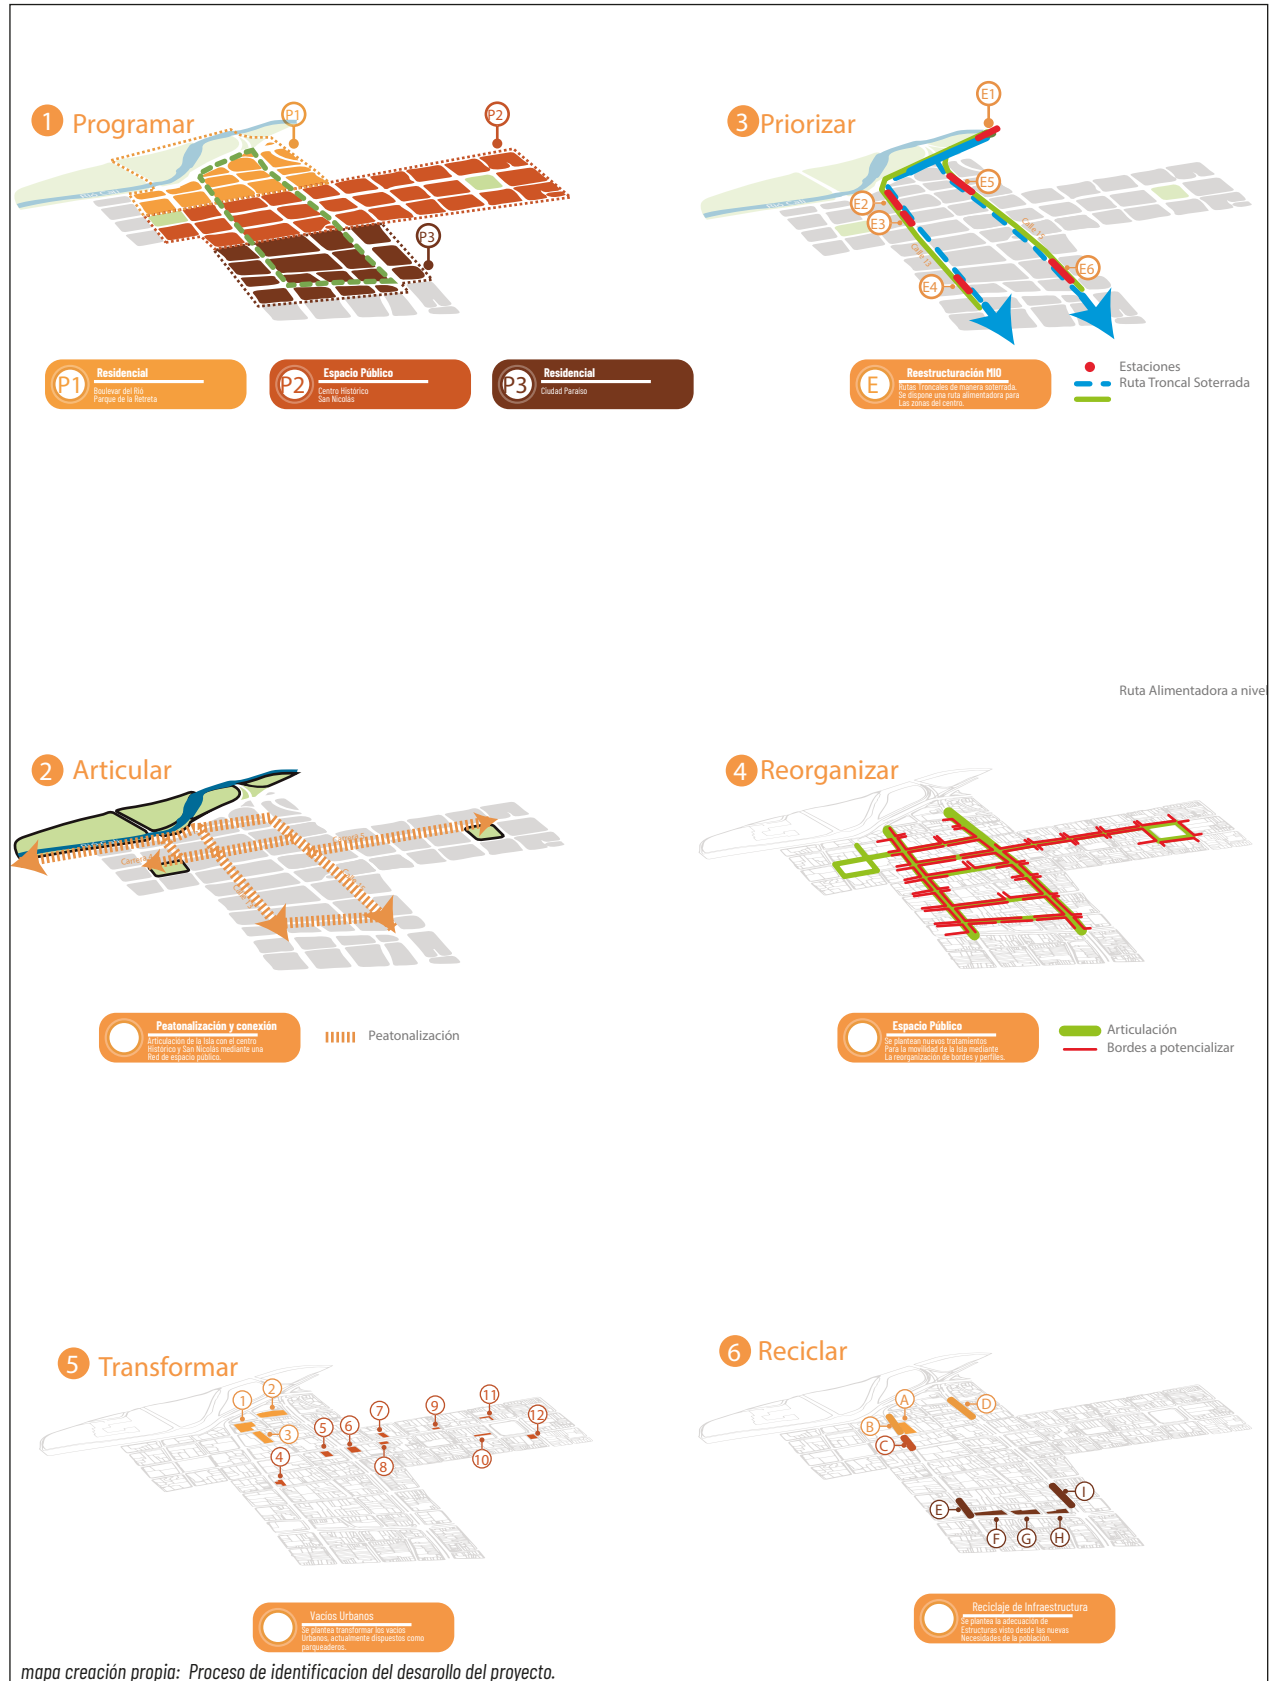 1 Programar
P1
P2
P3
P1
Residencial
Boulevar del Rió
Parque de la Retreta
P2
Espacio Público
Centro Histórico
San Nicolás
P3
Residencial
Ciudad Paraiso
3 Priorizar
E1
E2
E3
E4
E5
E6
Calle 15
Calle 13
E
Reestructuración MIO
Rutas Troncales de manera soterrada.
Se dispone una ruta alimentadora para
Las zonas del centro.
Estaciones
Ruta Troncal Soterrada
Ruta Alimentadora a nivel
2 Articular
Peatonalización y conexión
Articulación de la Isla con el centro
Histórico y San Nicolás mediante una
Red de espacio público.
Peatonalización
4 Reorganizar
Espacio Público
Se plantean nuevos tratamientos
Para la movilidad de la Isla mediante
La reorganización de bordes y perfiles.
Articulación
Bordes a potencializar
5 Transformar
1
2
3
4
5
6
7
8
9
10
11
12
Vacíos Urbanos
Se plantea transformar los vacíos
Urbanos, actualmente dispuestos como
parqueaderos.
6 Reciclar
A
B
C
D
E
F
G
H
I
Reciclaje de Infraestructura
Se plantea la adecuación de
Estructuras visto desde las nuevas
Necesidades de la población.
mapa creación propia: Proceso de identificacion del desarollo del proyecto.